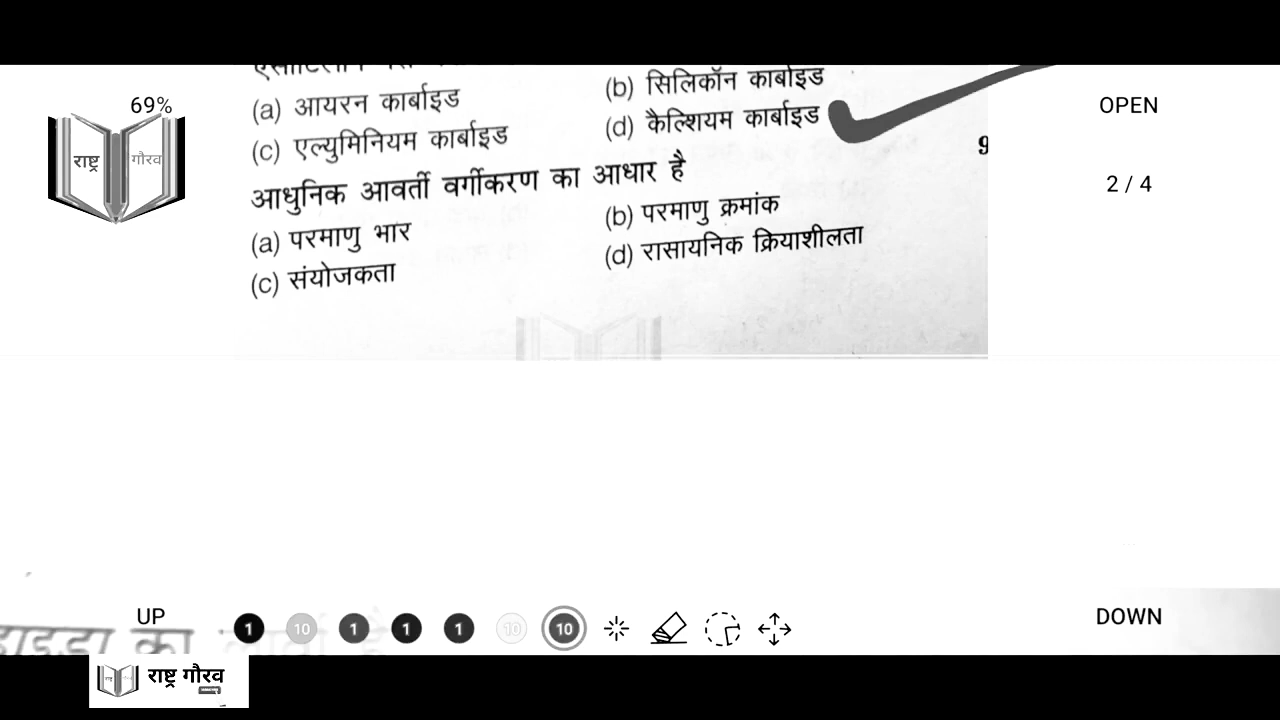 69%
राष्ट्र गौरव
OPEN
2 / 4
(a) आयरन कार्बाइड
(b) सिलिकॉन कार्बाइड
(c) एल्युमिनियम कार्बाइड
(d) कैल्शियम कार्बाइड
9
आधुनिक आवर्ती वर्गीकरण का आधार है
(a) परमाणु भार
(b) परमाणु क्रमांक
(c) संयोजकता
(d) रासायनिक क्रियाशीलता
UP
1 10 1 1 1 10 10
DOWN
का
है
राष्ट्र गौरव